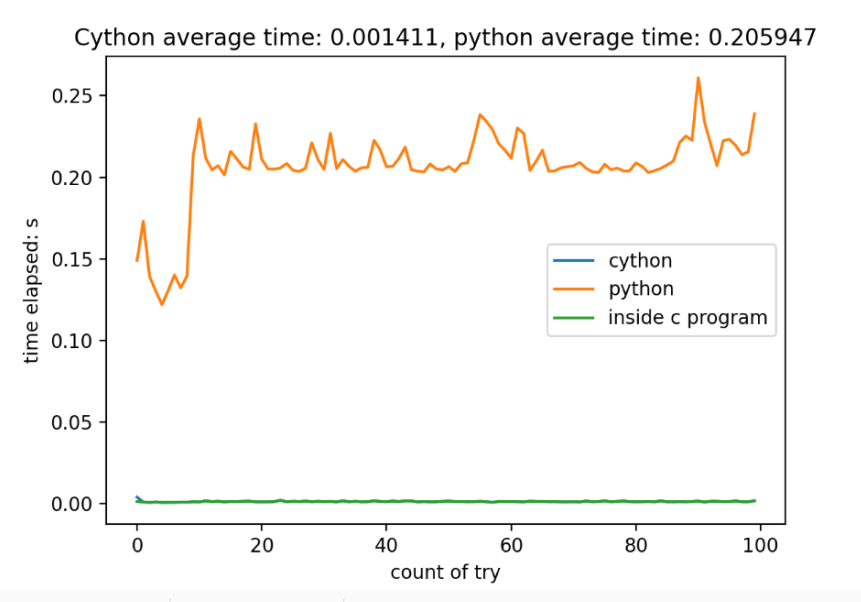 Cython average time: 0.001411, python average time: 0.205947
0.25
0.20
0.15
0.10
0.05
0.00
time elapsed: s
cython
python
inside c program
0 20 40 60 80 100
count of try